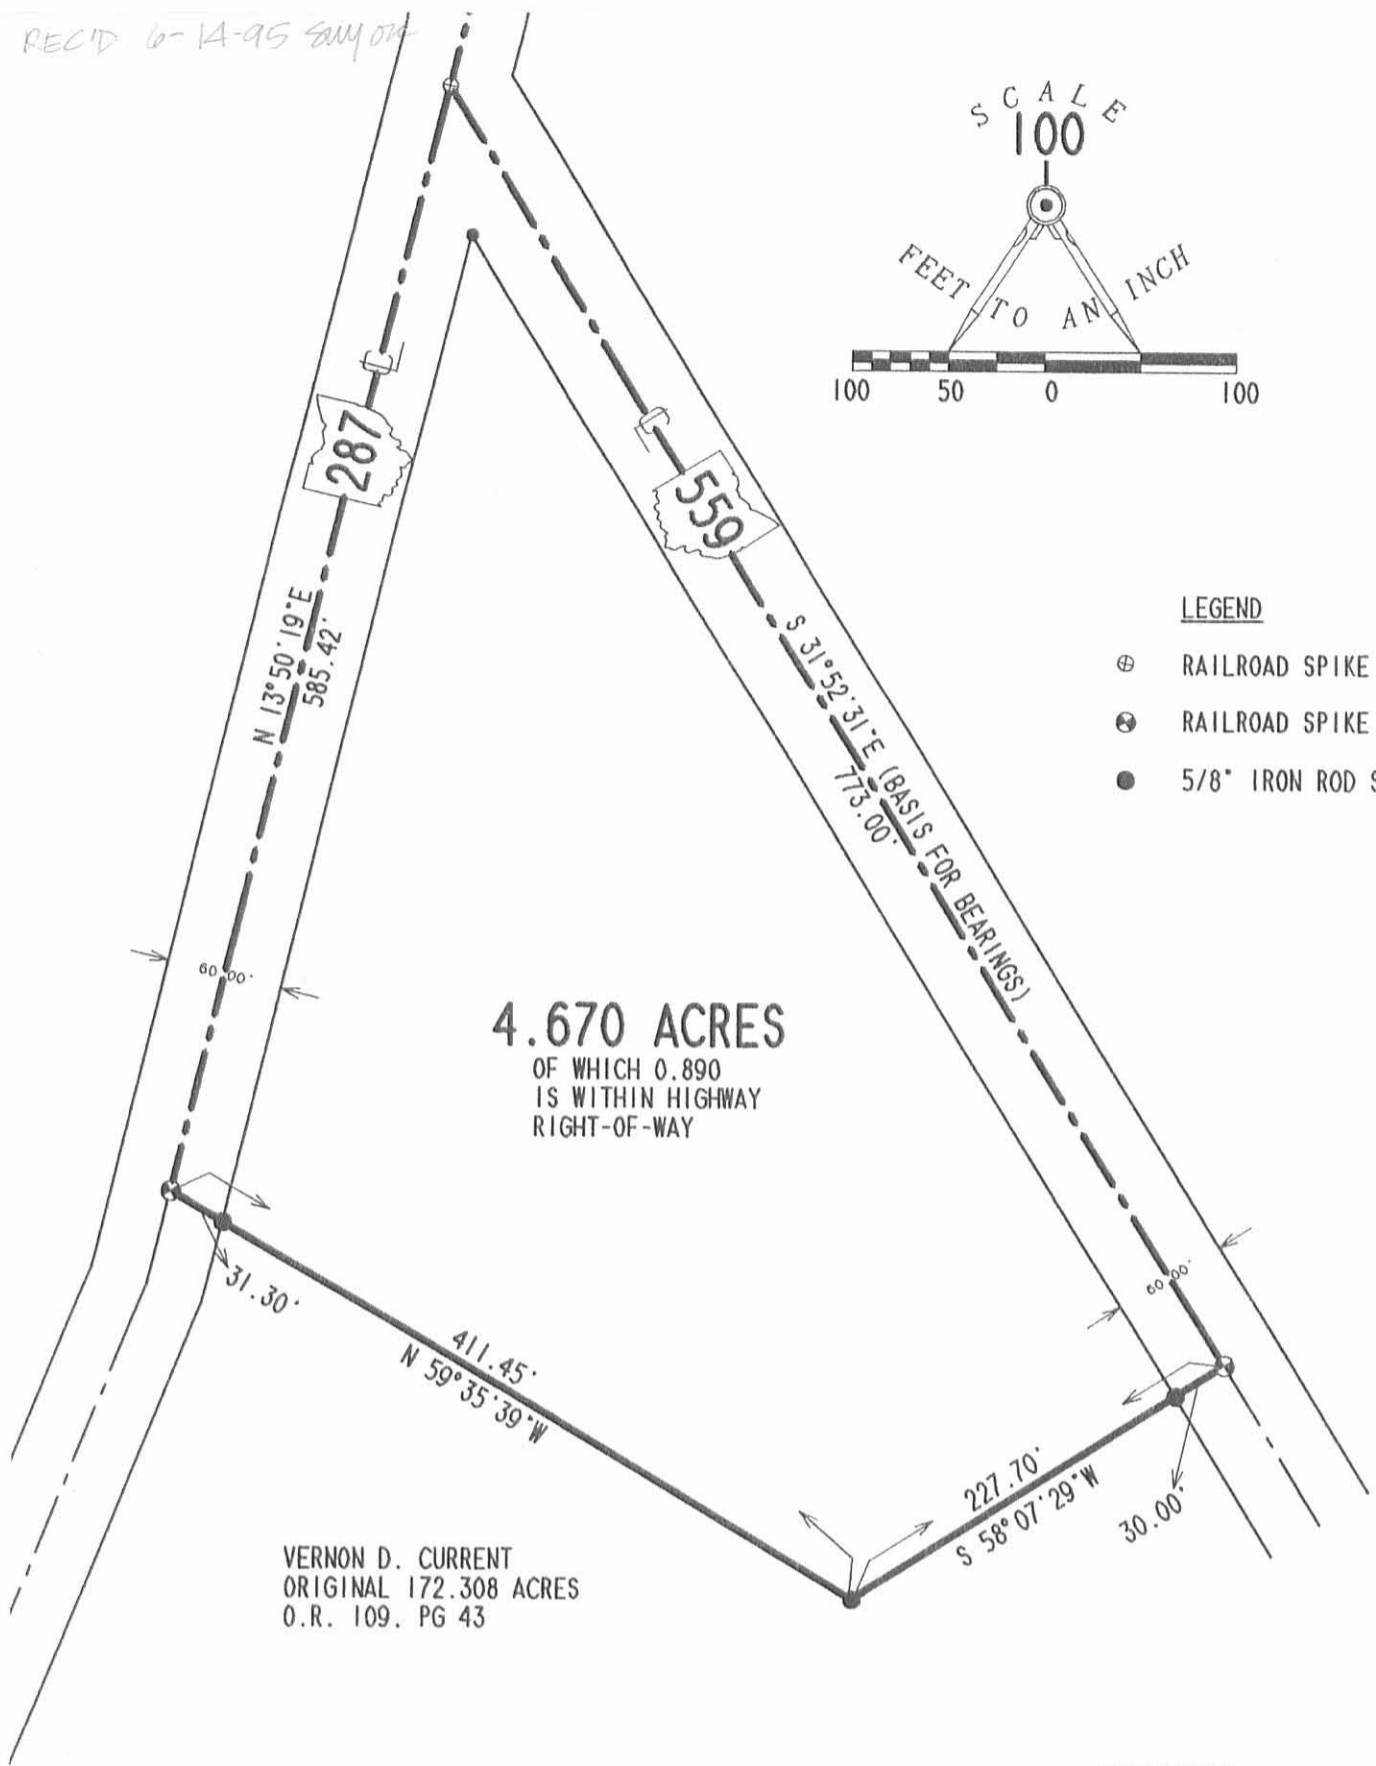 REC'D 6-14-95
SCALE
100
FEET TO AN INCH
100 50 0 100
287
559
N 13°50'19"E
585.42'
S 31°52'31"E (BASIS FOR BEARINGS)
773.00'
LEGEND
RAILROAD SPIKE
RAILROAD SPIKE
5/8" IRON ROD S
60.00'
4.670 ACRES
OF WHICH 0.890
IS WITHIN HIGHWAY
RIGHT-OF-WAY
31.30'
60.00'
411.45'
N 59°35'39"W
227.70'
S 58°07'29"W
30.00'
VERNON D. CURRENT
ORIGINAL 172.308 ACRES
O.R. 109. PG 43